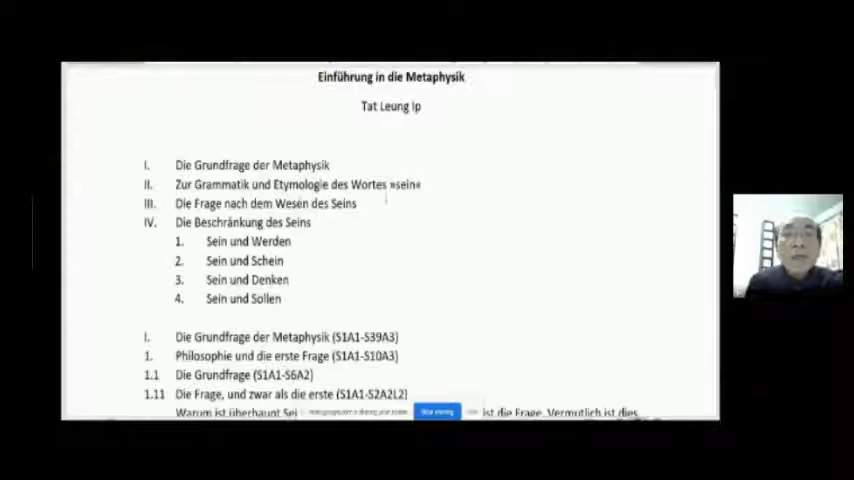 Einführung in die Metaphysik
Tat Leung Ip
I. Die Grundfrage der Metaphysik
II. Zur Grammatik und Etymologie des Wortes »sein«
III. Die Frage nach dem Wesen des Seins
IV. Die Beschränkung des Seins
1. Sein und Werden
2. Sein und Schein
3. Sein und Denken
4. Sein und Sollen
I. Die Grundfrage der Metaphysik (S1A1-S39A3)
1. Philosophie und die erste Frage (S1A1-S10A3)
1.1 Die Grundfrage (S1A1-S6A2)
1.11 Die Frage, und zwar als die erste (S1A1-S2A2L2)
Warum ist überhaupt Sei Stop sharing ist die Frage. Vermutlich ist dies